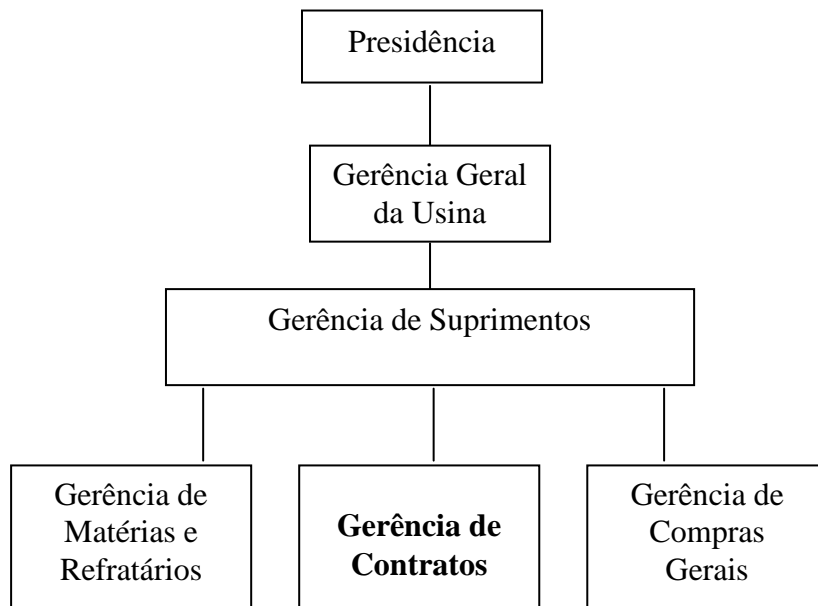 Presidência
Gerência Geral
da Usina
Gerência de Suprimentos
Gerência de
Matérias e
Refratários
Gerência de
Contratos
Gerência de
Compras
Gerais